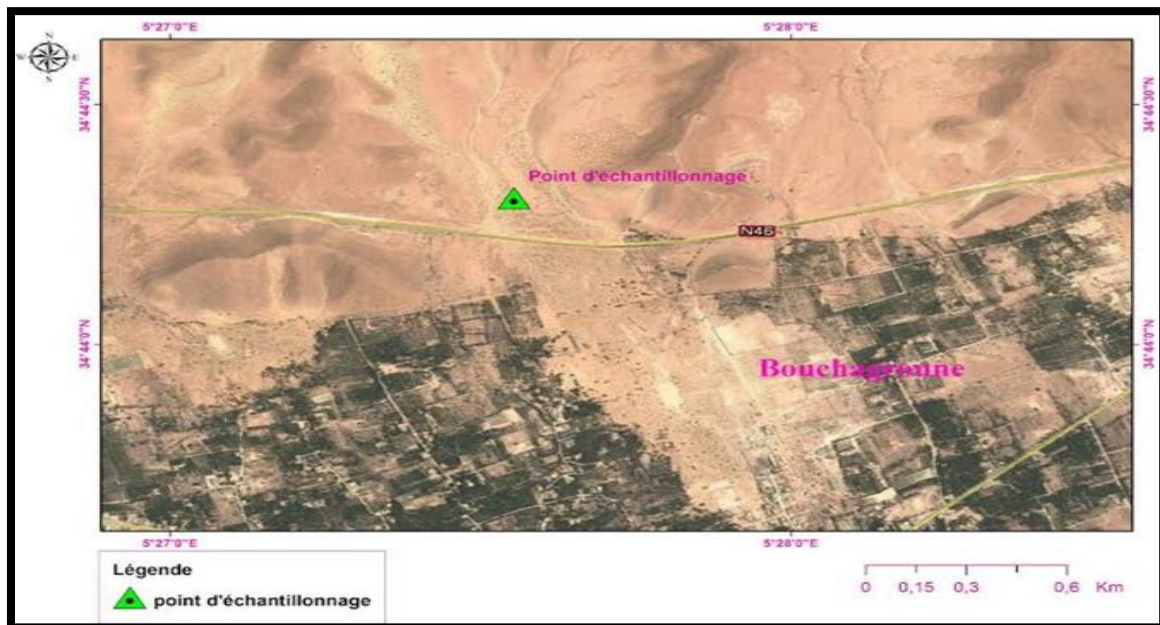 N
W E
S
5°27'0"E 5°28'0"E
34°44'30"N 34°44'30"N
Point d'échantillonnage
N46
34°44'0"N 34°44'0"N
Bouchagronne
5°27'0"E 5°28'0"E
Légende
point d'échantillonnage
0 0,15 0,3 0,6 Km